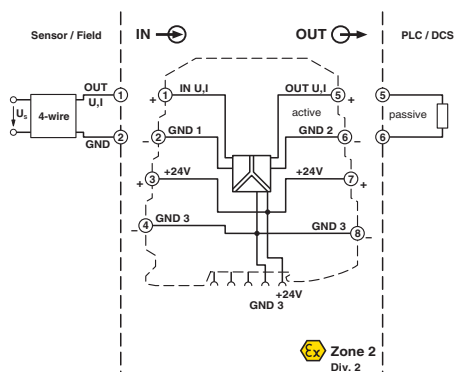 Sensor / Field
IN
OUT
PLC / DCS
OUT
U,I
1
1
IN U,I
OUT U,I
5
5
+
+
Us
4-wire
active
passive
GND
2
2
GND 1
GND 2
6
6
–
–
3
+24V
+24V
7
+
+
4
GND 3
GND 3
8
–
–
+24V
GND 3
Ex
Zone 2
Div. 2